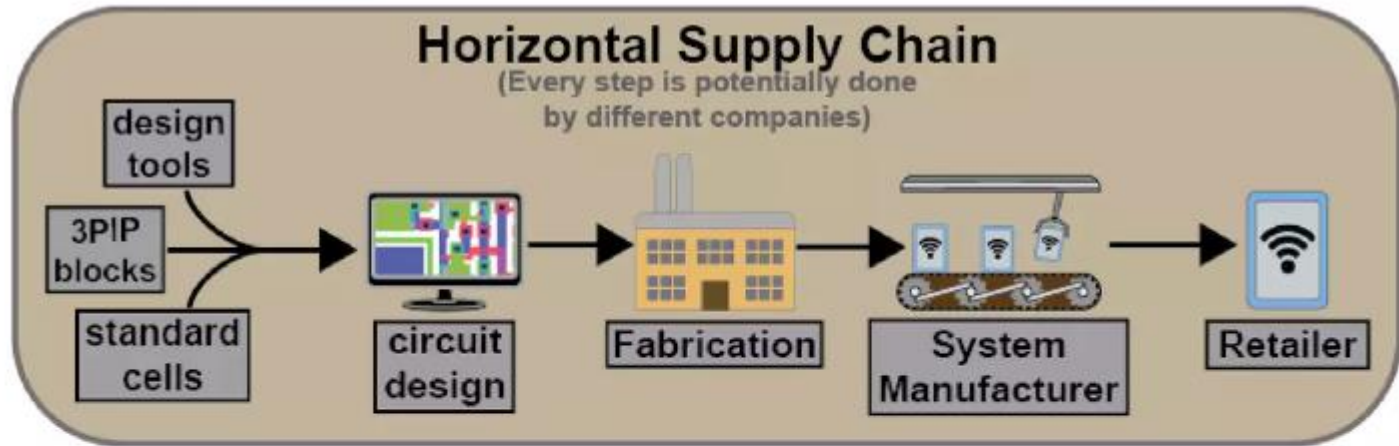 Horizontal Supply Chain
(Every step is potentially done
by different companies)
design
tools
3PIP
blocks
standard
cells
circuit
design
Fabrication
System
Manufacturer
Retailer